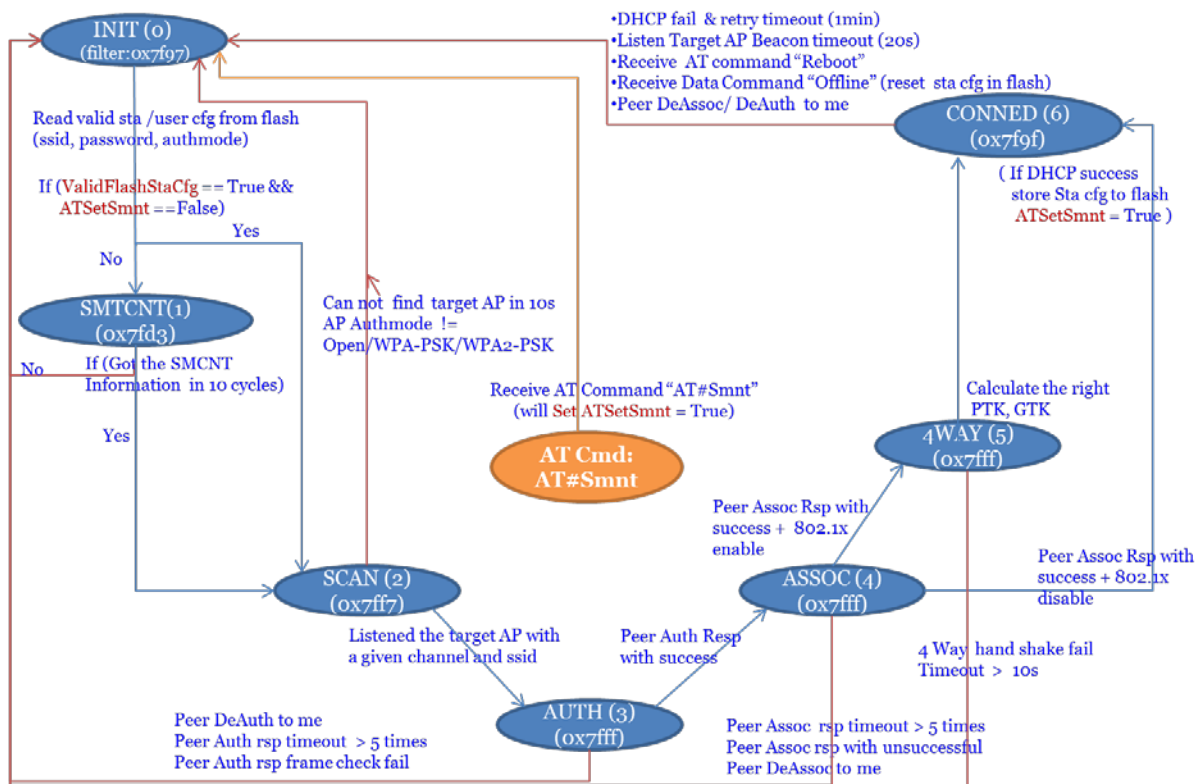 INIT (0)
(filter:0x7f97)
•DHCP fail & retry timeout (1min)
•Listen Target AP Beacon timeout (20s)
•Receive AT command “Reboot”
•Receive Data Command “Offline” (reset sta cfg in flash)
•Peer DeAssoc/ DeAuth to me
CONNED (6)
(0x7f9f)
Read valid sta /user cfg from flash
(ssid, password, authmode)
( If DHCP success
store Sta cfg to flash
ATSetSmnt = True )
If (ValidFlashStaCfg == True &&
ATSetSmnt ==False)
Yes
No
SMTCNT(1)
(0x7fd3)
Can not find target AP in 10s
AP Authmode !=
Open/WPA-PSK/WPA2-PSK
No
If (Got the SMCNT
Information in 10 cycles)
Yes
Receive AT Command “AT#Smnt”
(will Set ATSetSmnt = True)
AT Cmd:
AT#Smnt
Calculate the right
PTK, GTK
4WAY (5)
(0x7fff)
Peer Assoc Rsp with
success + 802.1x
enable
SCAN (2)
(0x7ff7)
ASSOC (4)
(0x7fff)
Peer Assoc Rsp with
success + 802.1x
disable
Listened the target AP with
a given channel and ssid
Peer Auth Resp
with success
4 Way hand shake fail
Timeout > 10s
AUTH (3)
(0x7fff)
Peer DeAuth to me
Peer Auth rsp timeout > 5 times
Peer Auth rsp frame check fail
Peer Assoc rsp timeout > 5 times
Peer Assoc rsp with unsuccessful
Peer DeAssoc to me